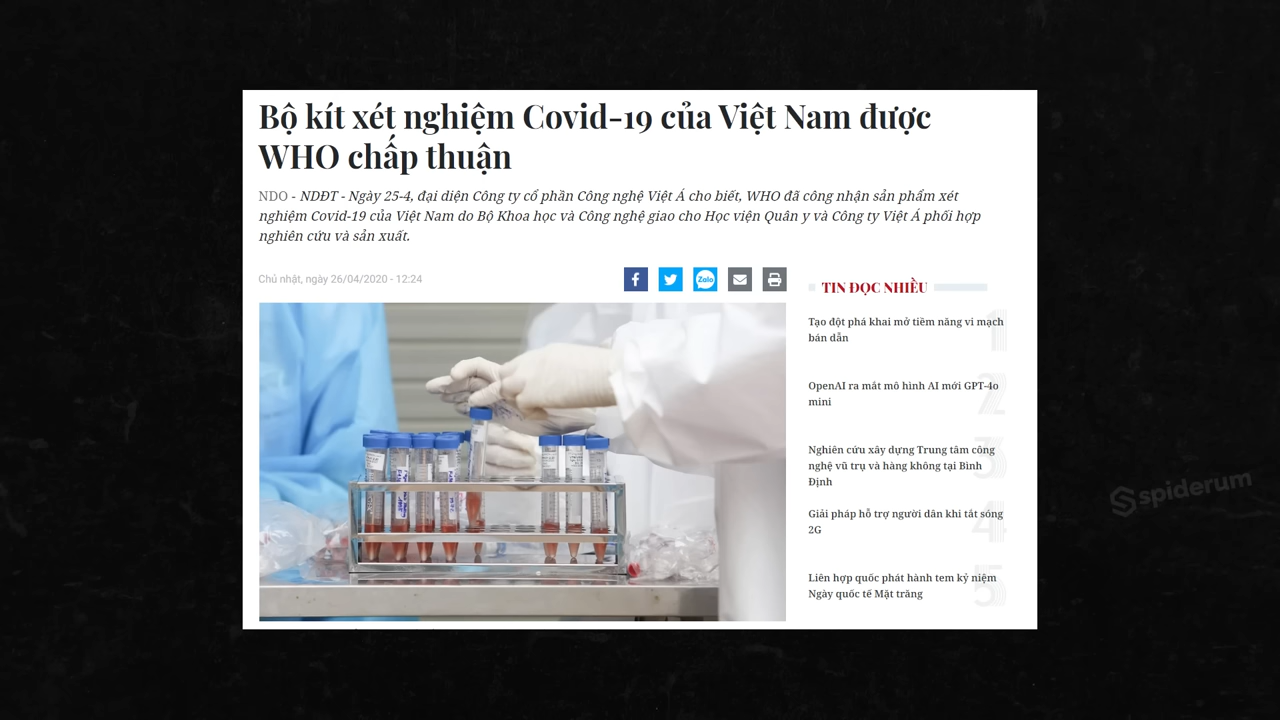 Bộ kít xét nghiệm Covid-19 của Việt Nam được
WHO chấp thuận
NDO - NDĐT - Ngày 25-4, đại diện Công ty cổ phần Công nghệ Việt Á cho biết, WHO đã công nhận sản phẩm xét
nghiệm Covid-19 của Việt Nam do Bộ Khoa học và Công nghệ giao cho Học viện Quân y và Công ty Việt Á phối hợp
nghiên cứu và sản xuất.
Chủ nhật, ngày 26/04/2020 - 12:24
Zalo
TIN ĐỌC NHIỀU
Tạo đột phá khai mở tiềm năng vi mạch
bán dẫn
1
OpenAI ra mắt mô hình AI mới GPT-4o
mini
2
Nghiên cứu xây dựng Trung tâm công
nghệ vũ trụ và hàng không tại Bình
Định
3
Giải pháp hỗ trợ người dân khi tắt sóng
2G
4
Liên hợp quốc phát hành tem kỷ niệm
Ngày quốc tế Mặt trăng
5
spiderum